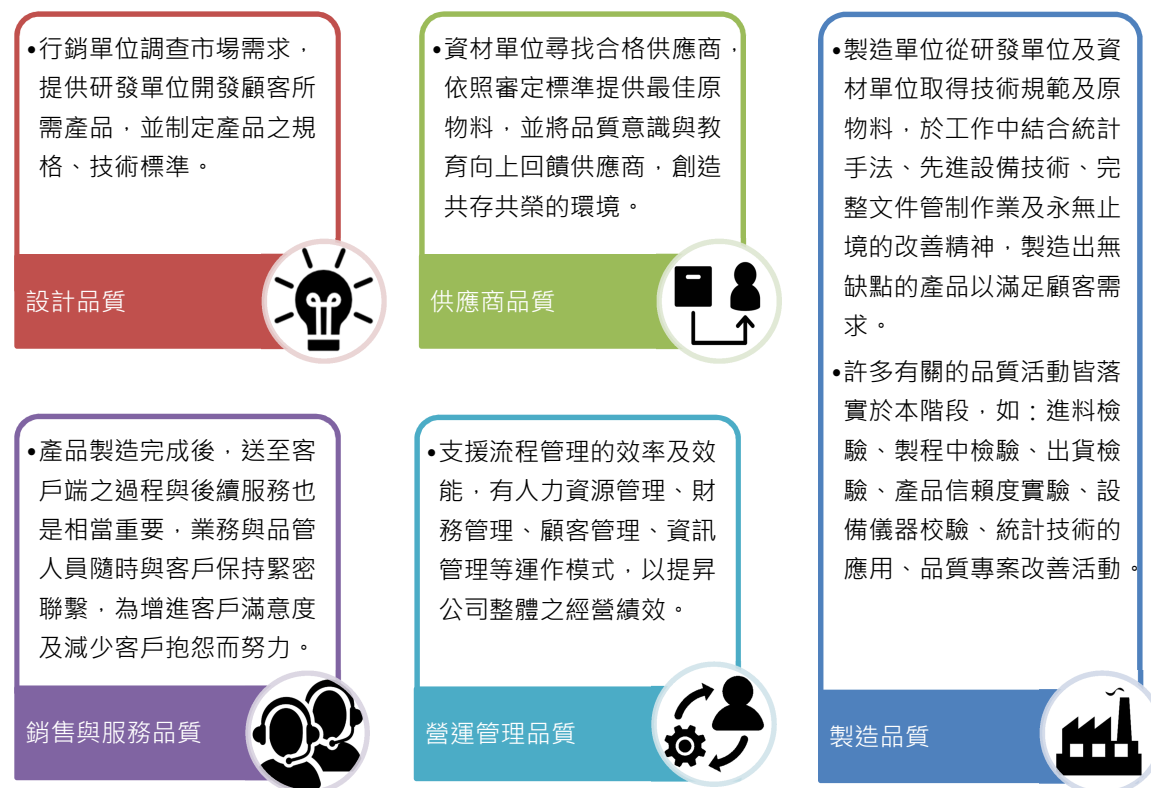 •行銷單位調查市場需求，
提供研發單位開發顧客所
需產品，並制定產品之規
格、技術標準。
設計品質
•資材單位尋找合格供應商，
依照審定標準提供最佳原
物料，並將品質意識與教
育向上回饋供應商，創造
共存共榮的環境。
供應商品質
•製造單位從研發單位及資
材單位取得技術規範及原
物料，於工作中結合統計
手法、先進設備技術、完
整文件管制作業及永無止
境的改善精神，製造出無
缺點的產品以滿足顧客需
求。
•許多有關的品質活動皆落
實於本階段，如：進料檢
驗、製程中檢驗、出貨檢
驗、產品信賴度實驗、設
備儀器校驗、統計技術的
應用、品質專案改善活動。
製造品質
•產品製造完成後，送至客
戶端之過程與後續服務也
是相當重要，業務與品管
人員隨時與客戶保持緊密
聯繫，為增進客戶滿意度
及減少客戶抱怨而努力。
銷售與服務品質
•支援流程管理的效率及效
能，有人力資源管理、財
務管理、顧客管理、資訊
管理等運作模式，以提昇
公司整體之經營績效。
營運管理品質